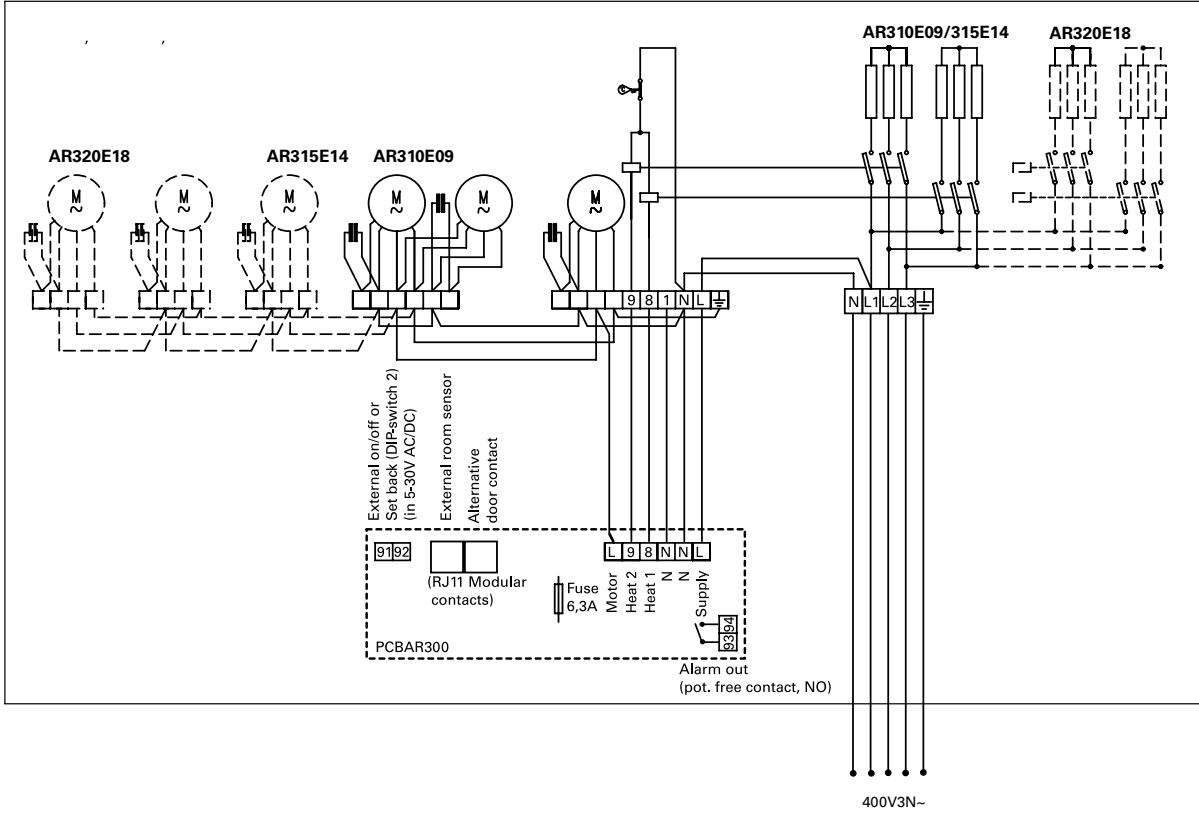 AR310E09/315E14
AR320E18
AR320E18
AR315E14
AR310E09
M
~
M
~
M
~
M
~
M
~
M
~
9 8 1 N L
N L1 L2 L3
External on/off or
Set back (DIP-switch 2)
(in 5-30V AC/DC)
External room sensor
Alternative
door contact
91 92
(RJ11 Modular
contacts)
Fuse
6,3A
L 9 8 N N L
Motor
Heat 2
Heat 1
N
N
Supply
93 94
PCBAR300
Alarm out
(pot. free contact, NO)
400V3N~